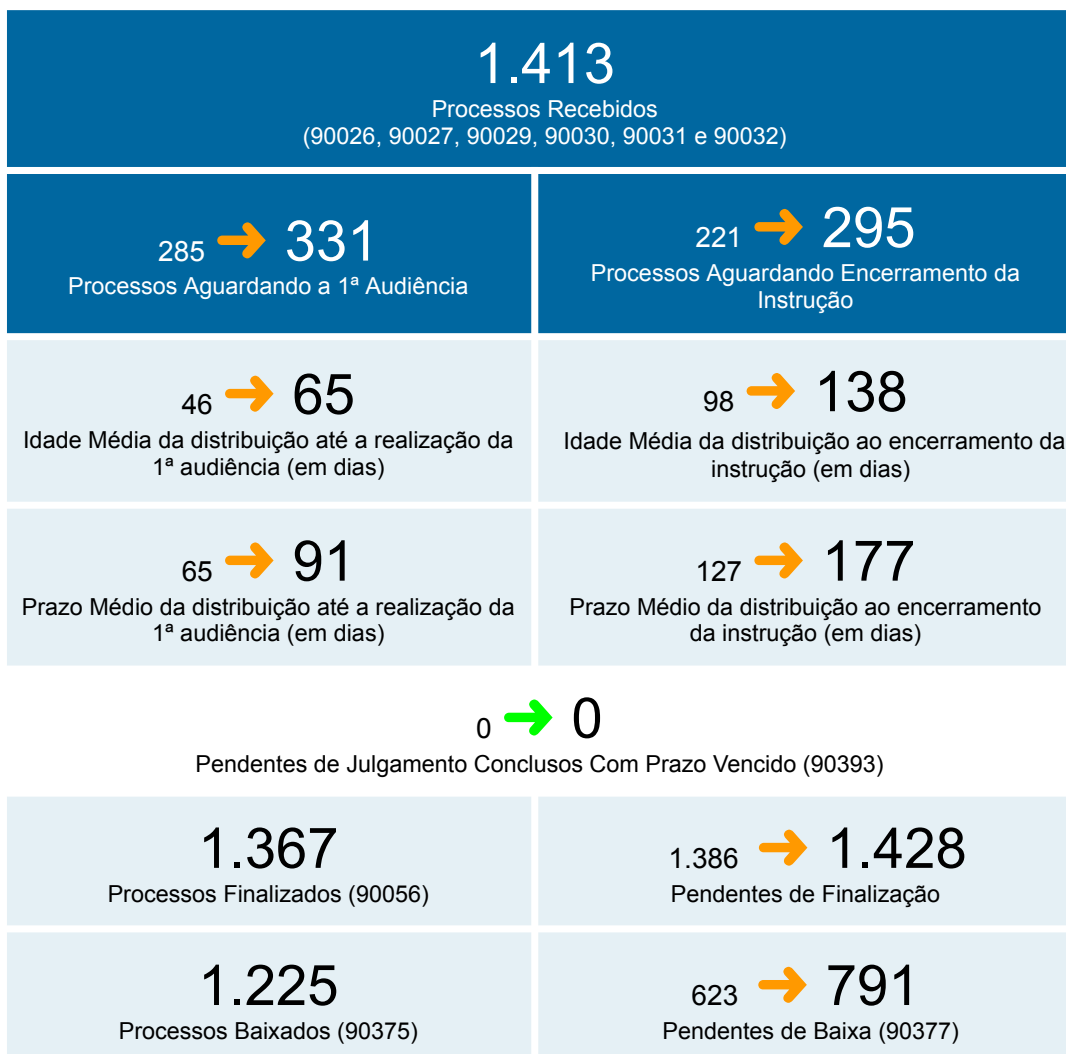 1.413
Processos Recebidos
(90026, 90027, 90029, 90030, 90031 e 90032)
285 ➔ 331
Processos Aguardando a 1ª Audiência
221 ➔ 295
Processos Aguardando Encerramento da
Instrução
46 ➔ 65
Idade Média da distribuição até a realização da
1ª audiência (em dias)
98 ➔ 138
Idade Média da distribuição ao encerramento da
instrução (em dias)
65 ➔ 91
Prazo Médio da distribuição até a realização da
1ª audiência (em dias)
127 ➔ 177
Prazo Médio da distribuição ao encerramento
da instrução (em dias)
0 ➔ 0
Pendentes de Julgamento Conclusos Com Prazo Vencido (90393)
1.367
Processos Finalizados (90056)
1.386 ➔ 1.428
Pendentes de Finalização
1.225
Processos Baixados (90375)
623 ➔ 791
Pendentes de Baixa (90377)